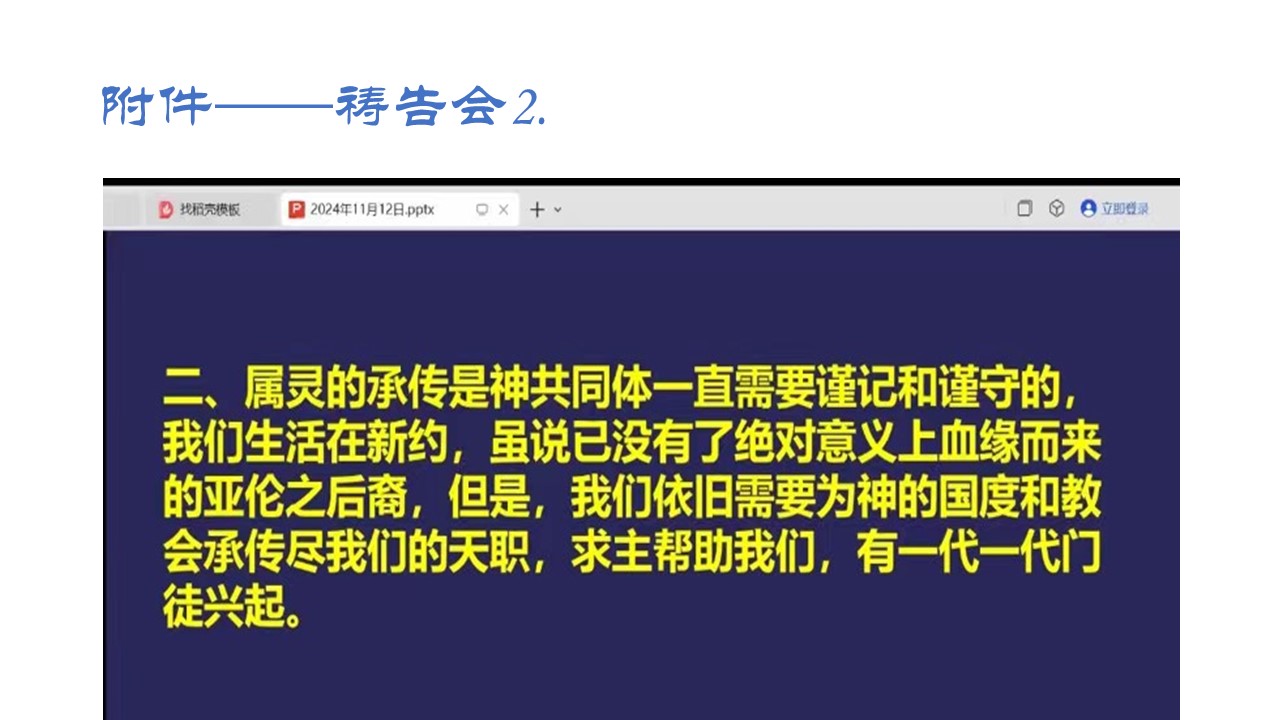 附件——祷告会2.
找稻壳模板
2024年11月12日.pptx
立即登录
二、属灵的承传是神共同体一直需要谨记和谨守的，
我们生活在新约，虽说已没有了绝对意义上血缘而来
的亚伦之后裔，但是，我们依旧需要为神的国度和教
会承传尽我们的天职，求主帮助我们，有一代一代门
徒兴起。